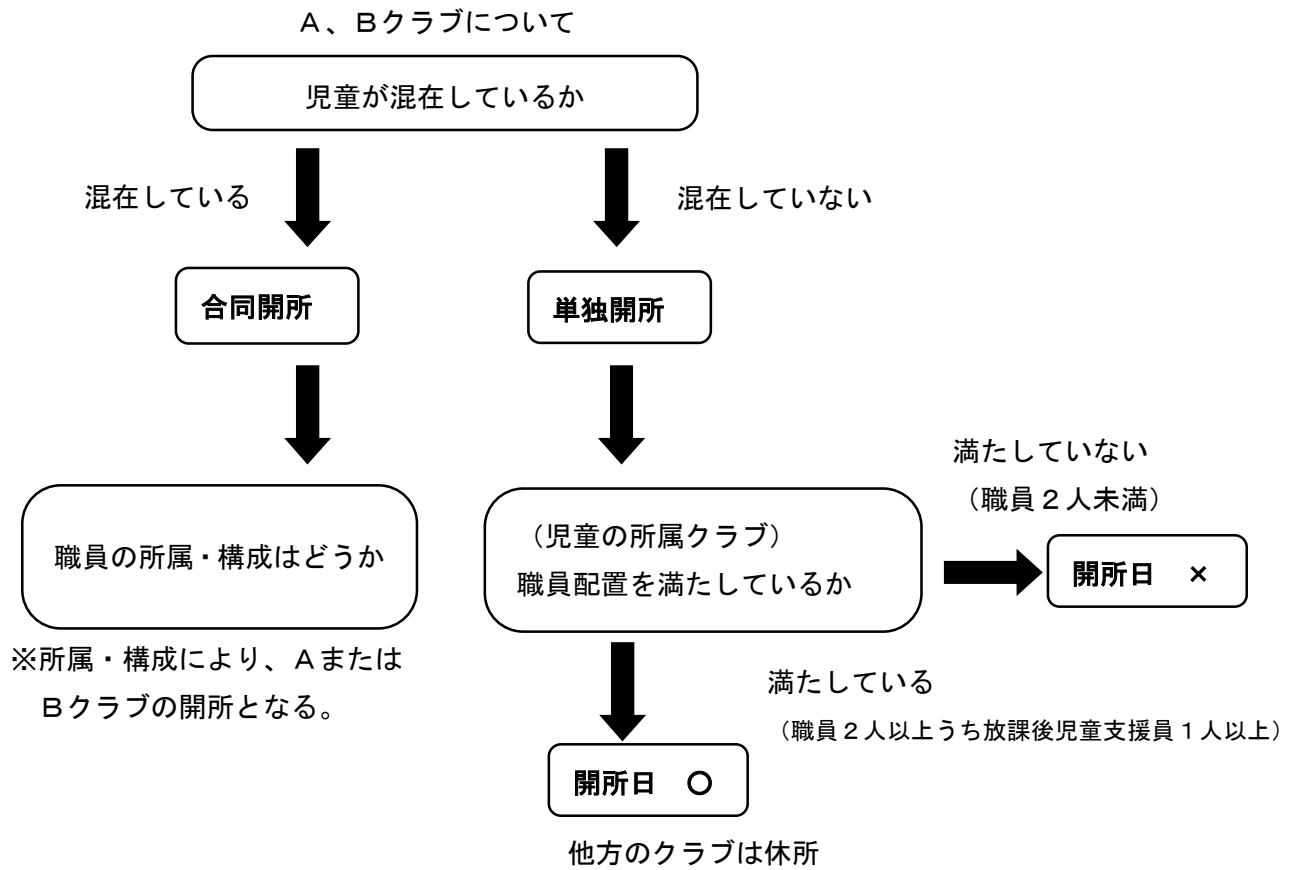 A、Bクラブについて
児童が混在しているか
混在している
混在していない
合同開所
単独開所
職員の所属・構成はどうか
※所属・構成により、Aまたは
Bクラブの開所となる。
（児童の所属クラブ）
職員配置を満たしているか
満たしていない
（職員２人未満）
開所日　×
満たしている
（職員２人以上うち放課後児童支援員１人以上）
開所日　〇
他方のクラブは休所